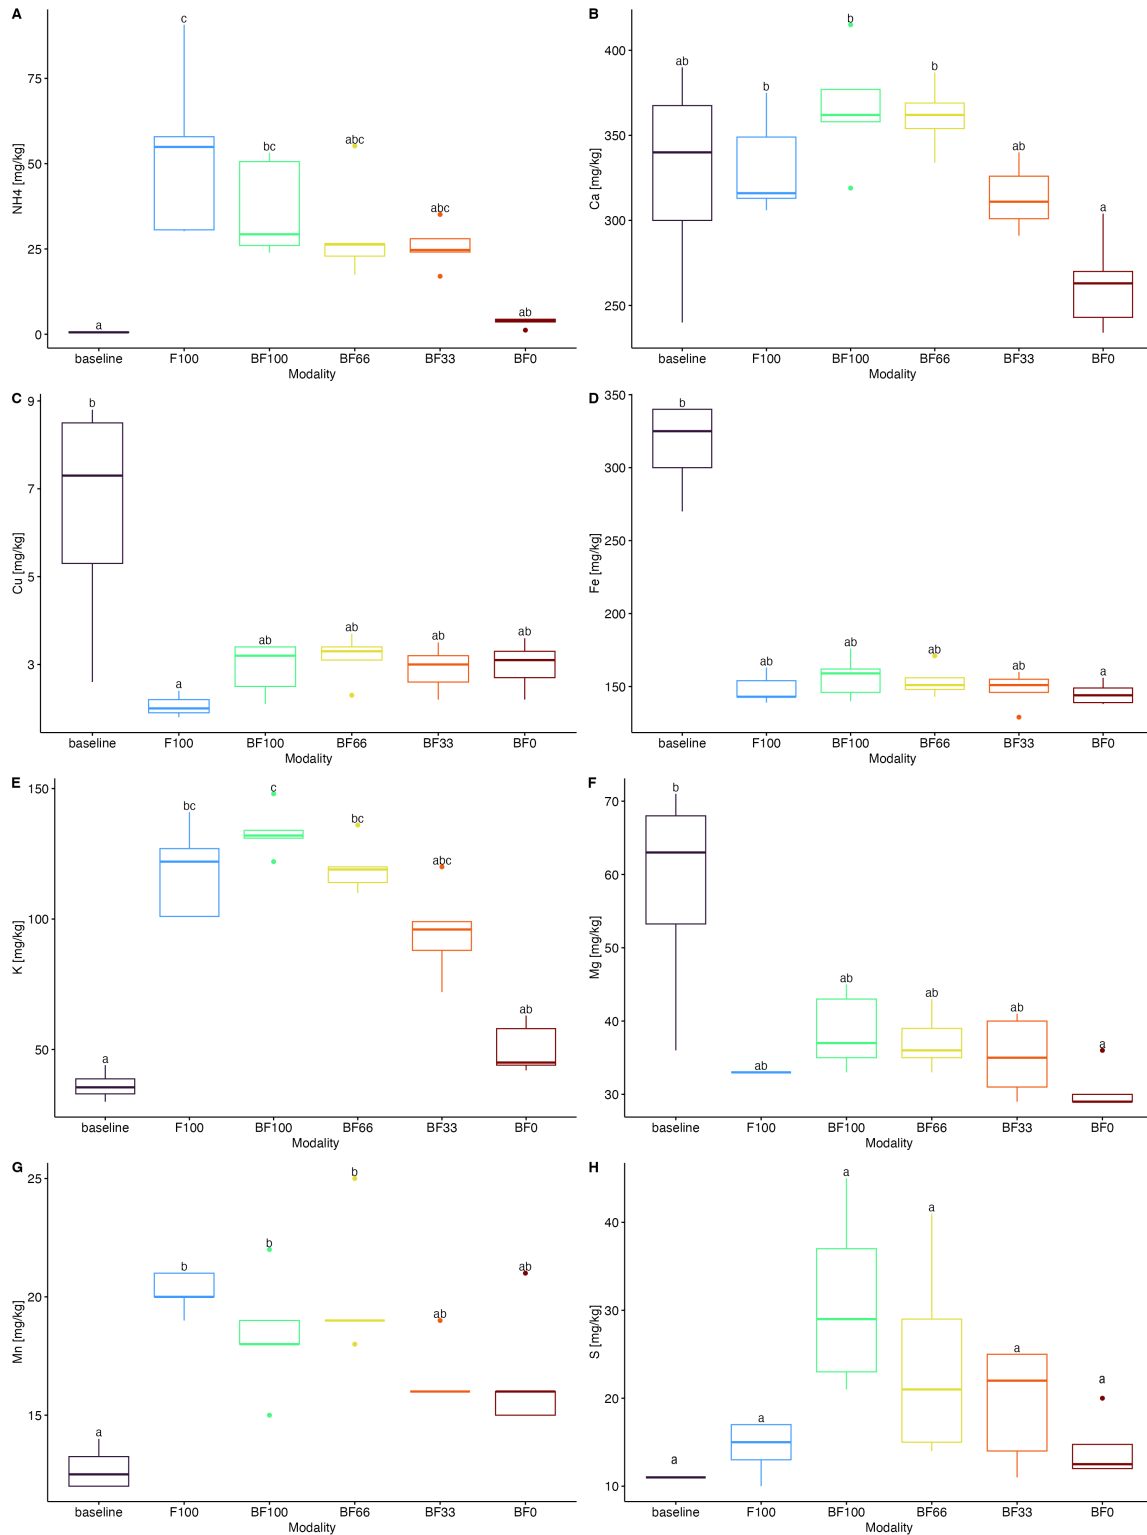 A
NH4 [mg/kg]
75
50
25
0
c
bc
abc
abc
a
ab
baseline F100 BF100 BF66 BF33 BF0
Modality
B
Ca [mg/kg]
400
350
300
250
ab
b
b
b
ab
a
baseline F100 BF100 BF66 BF33 BF0
Modality
C
Cu [mg/kg]
9
7
5
3
b
a
ab
ab
ab
ab
baseline F100 BF100 BF66 BF33 BF0
Modality
D
Fe [mg/kg]
350
300
250
200
150
b
ab
ab
ab
ab
a
baseline F100 BF100 BF66 BF33 BF0
Modality
E
K [mg/kg]
150
100
50
a
bc
c
bc
abc
ab
baseline F100 BF100 BF66 BF33 BF0
Modality
F
Mg [mg/kg]
70
60
50
40
30
b
ab
ab
ab
ab
a
baseline F100 BF100 BF66 BF33 BF0
Modality
G
Mn [mg/kg]
25
20
15
a
b
b
b
ab
ab
baseline F100 BF100 BF66 BF33 BF0
Modality
H
S [mg/kg]
40
30
20
10
a
a
a
a
a
a
baseline F100 BF100 BF66 BF33 BF0
Modality